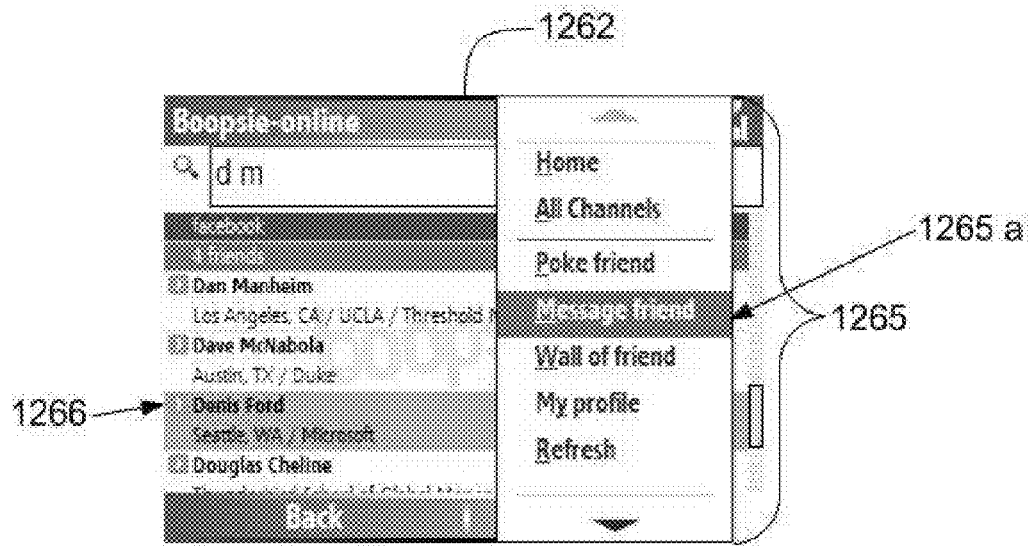 1262
Boopsie-online
d m
facebook
friends
Dan Manheim
Los Angeles, CA / UCLA / Threshold
Dave McNabola
Austin, TX / Duke
Denis Ford
Seattle, WA / Microsoft
Douglas Cheline
Back
Home
All Channels
Poke friend
Message friend
Wall of friend
My profile
Refresh
1265 a
1265
1266